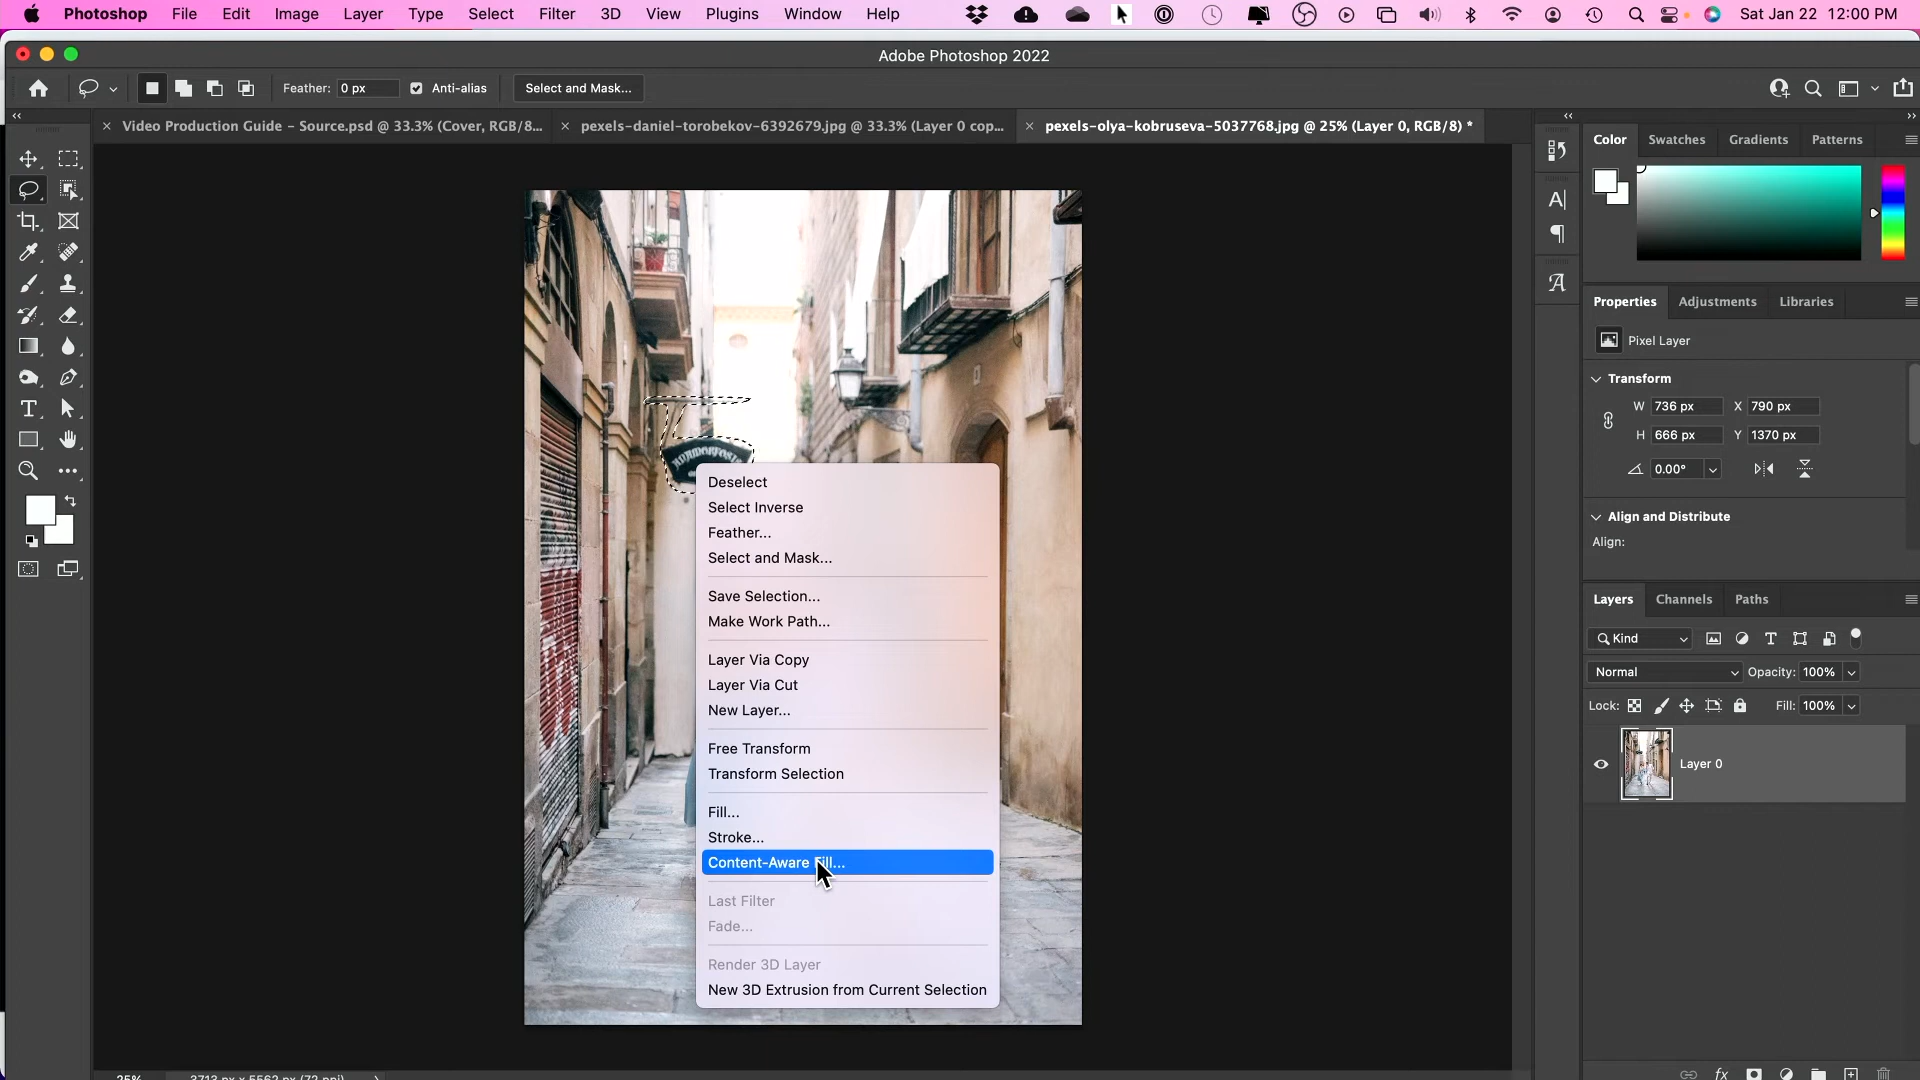 Photoshop File Edit Image Layer Type Select Filter 3D View Plugins Window Help Sat Jan 22 12:00 PM
Adobe Photoshop 2022
Feather: 0 px Anti-alias Select and Mask...
Video Production Guide – Source.psd @ 33.3% (Cover, RGB/8... pexels-daniel-torobekov-6392679.jpg @ 33.3% (Layer 0 cop... pexels-olya-kobruseva-5037768.jpg @ 25% (Layer 0, RGB/8) *
Color Swatches Gradients Patterns
Properties Adjustments Libraries
Pixel Layer
Transform
W 736 px X 790 px
H 666 px Y 1370 px
0.00°
Align and Distribute
Align:
Deselect
Select Inverse
Feather...
Select and Mask...
Save Selection...
Make Work Path...
Layer Via Copy
Layer Via Cut
New Layer...
Free Transform
Transform Selection
Fill...
Stroke...
Content-Aware Fill...
Last Filter
Fade...
Render 3D Layer
New 3D Extrusion from Current Selection
Layers Channels Paths
Kind
Normal Opacity: 100%
Lock: Fill: 100%
Layer 0
fx
25% 3713 px x 5562 px (72 ppi)